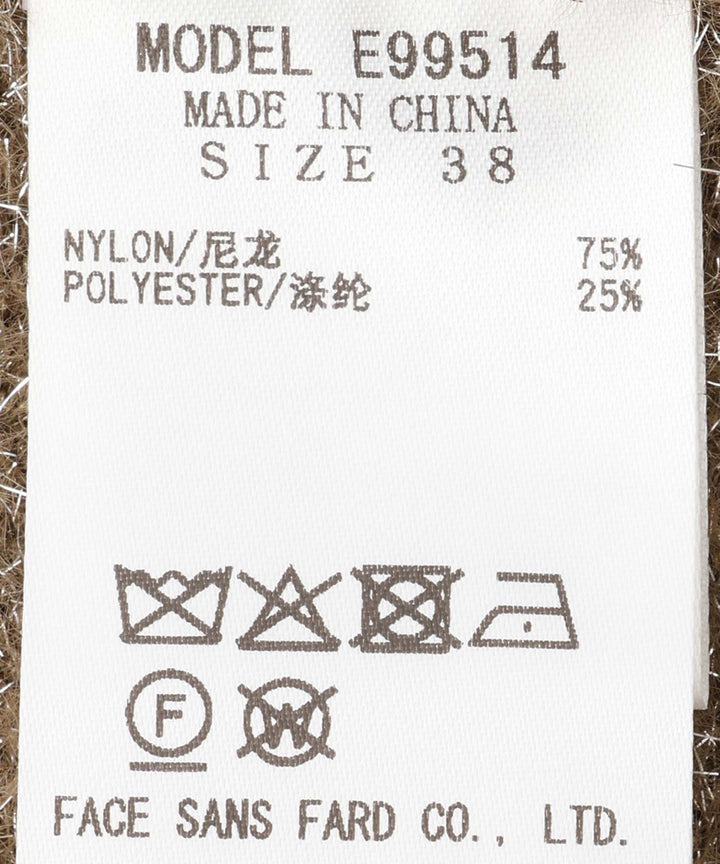 MODEL E99514
MADE IN CHINA
SIZE 38
NYLON/尼龙 75%
POLYESTER/涤纶 25%
F
W
FACE SANS FARD CO., LTD.